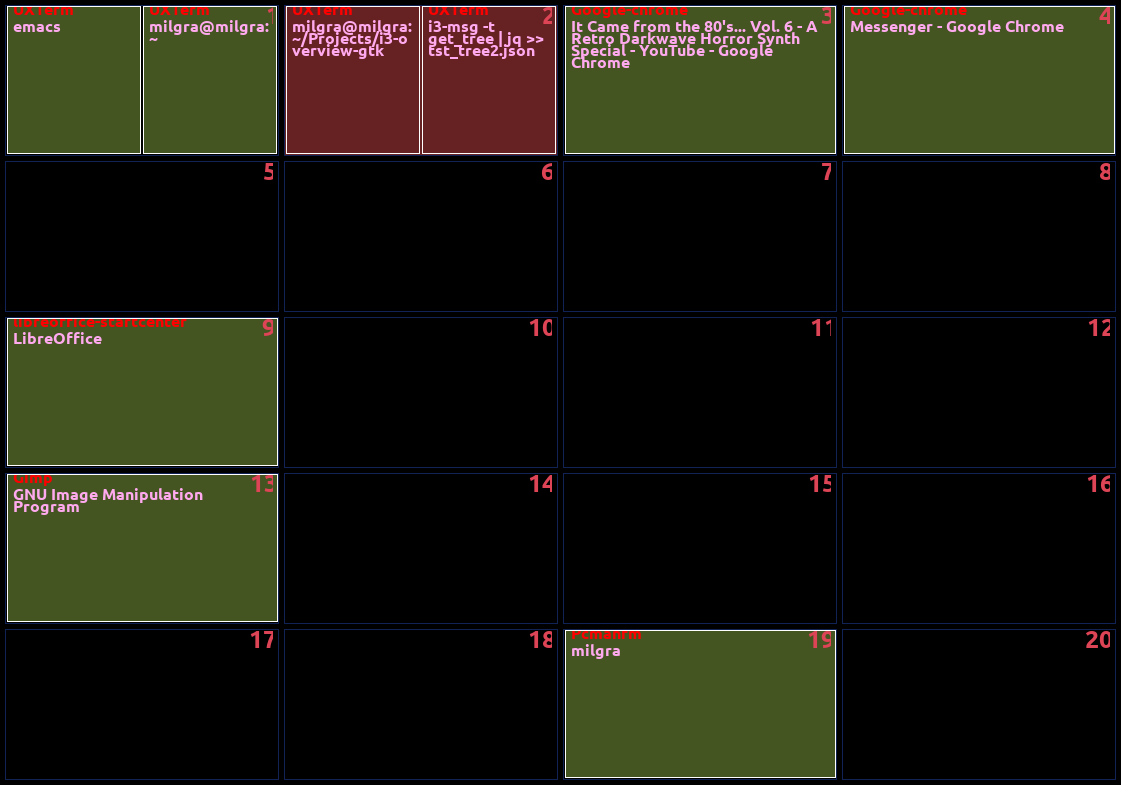 UXTerm
emacs
UXTerm
milgra@milgra:
~
1
UXTerm
milgra@milgra:
~/Projects/i3-o
verview-gtk
UXTerm
i3-msg -t
get_tree | jq >>
tst_tree2.json
2
Google-chrome
It Came from the 80's... Vol. 6 - A
Retro Darkwave Horror Synth
Special - YouTube - Google
Chrome
3
Google-chrome
Messenger - Google Chrome
4
5
6
7
8
libreoffice-startcenter
LibreOffice
9
10
11
12
Gimp
GNU Image Manipulation
Program
13
14
15
16
17
18
Pcmanfm
milgra
19
20